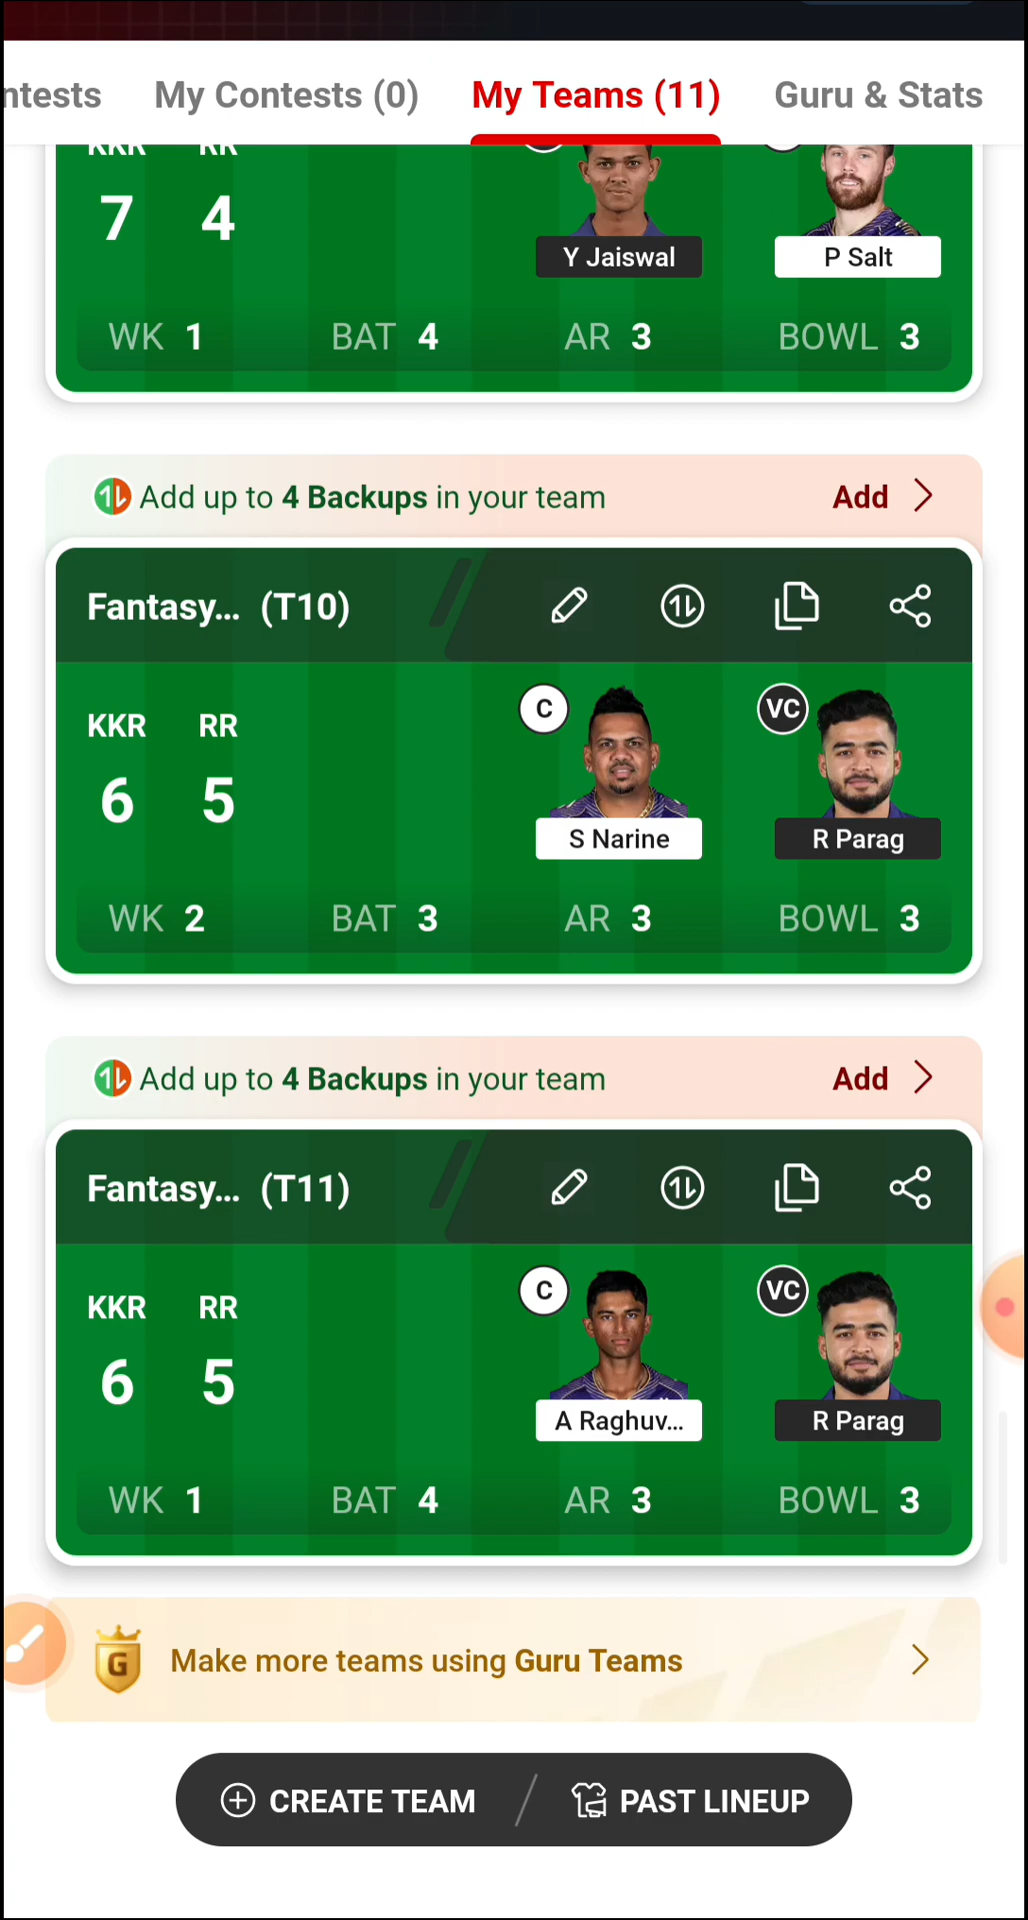 ntests My Contests (0) My Teams (11) Guru & Stats
KKR RR
7 4
Y Jaiswal P Salt
WK 1 BAT 4 AR 3 BOWL 3
Add up to 4 Backups in your team Add
Fantasy... (T10)
C VC
KKR RR
6 5
S Narine R Parag
WK 2 BAT 3 AR 3 BOWL 3
Add up to 4 Backups in your team Add
Fantasy... (T11)
C VC
KKR RR
6 5
A Raghuv... R Parag
WK 1 BAT 4 AR 3 BOWL 3
G Make more teams using Guru Teams
CREATE TEAM / PAST LINEUP